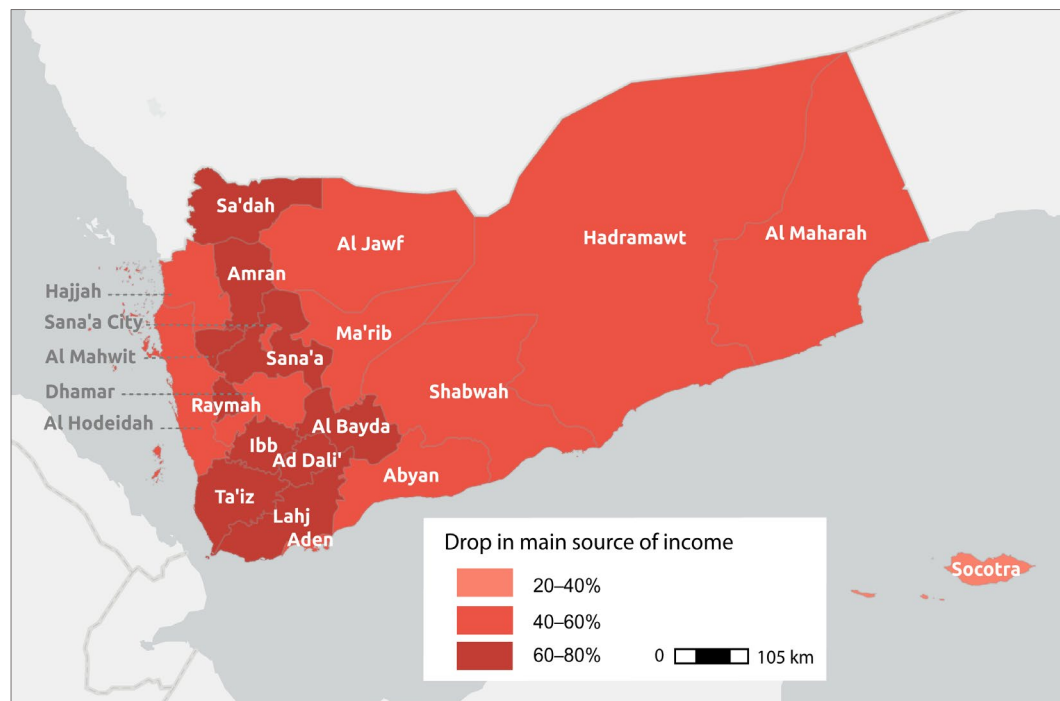 Sa'dah
Al Jawf
Hadramawt
Al Maharah
Amran
Hajjah
Sana'a City
Ma'rib
Al Mahwit
Sana'a
Dhamar
Shabwah
Raymah
Al Hodeidah
Al Bayda
Ibb
Ad Dali'
Abyan
Ta'iz
Lahj
Aden
Socotra
Drop in main source of income
20–40%
40–60%
60–80%
0 105 km